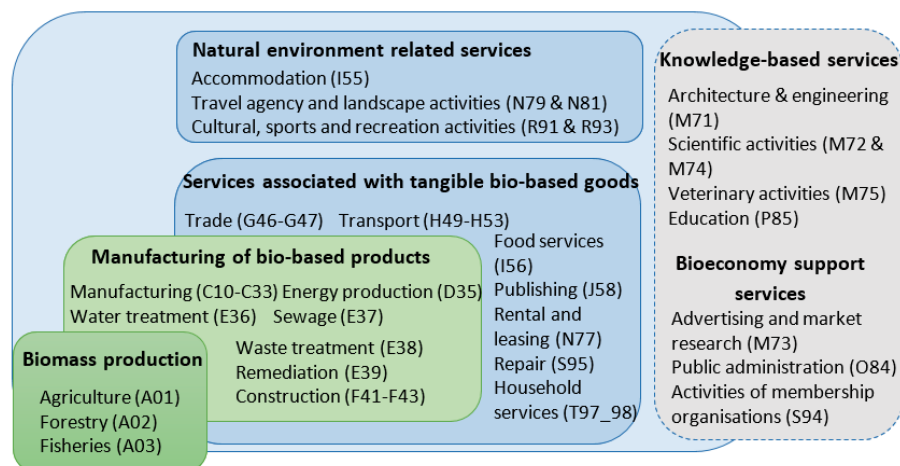 Natural environment related services
Accommodation (I55)
Travel agency and landscape activities (N79 & N81)
Cultural, sports and recreation activities (R91 & R93)
Services associated with tangible bio-based goods
Trade (G46-G47) Transport (H49-H53)
Food services
(I56)
Publishing (J58)
Rental and
leasing (N77)
Repair (S95)
Household
services (T97_98)
Manufacturing of bio-based products
Manufacturing (C10-C33) Energy production (D35)
Water treatment (E36) Sewage (E37)
Waste treatment (E38)
Remediation (E39)
Construction (F41-F43)
Biomass production
Agriculture (A01)
Forestry (A02)
Fisheries (A03)
Knowledge-based services
Architecture & engineering
(M71)
Scientific activities (M72 &
M74)
Veterinary activities (M75)
Education (P85)
Bioeconomy support
services
Advertising and market
research (M73)
Public administration (O84)
Activities of membership
organisations (S94)